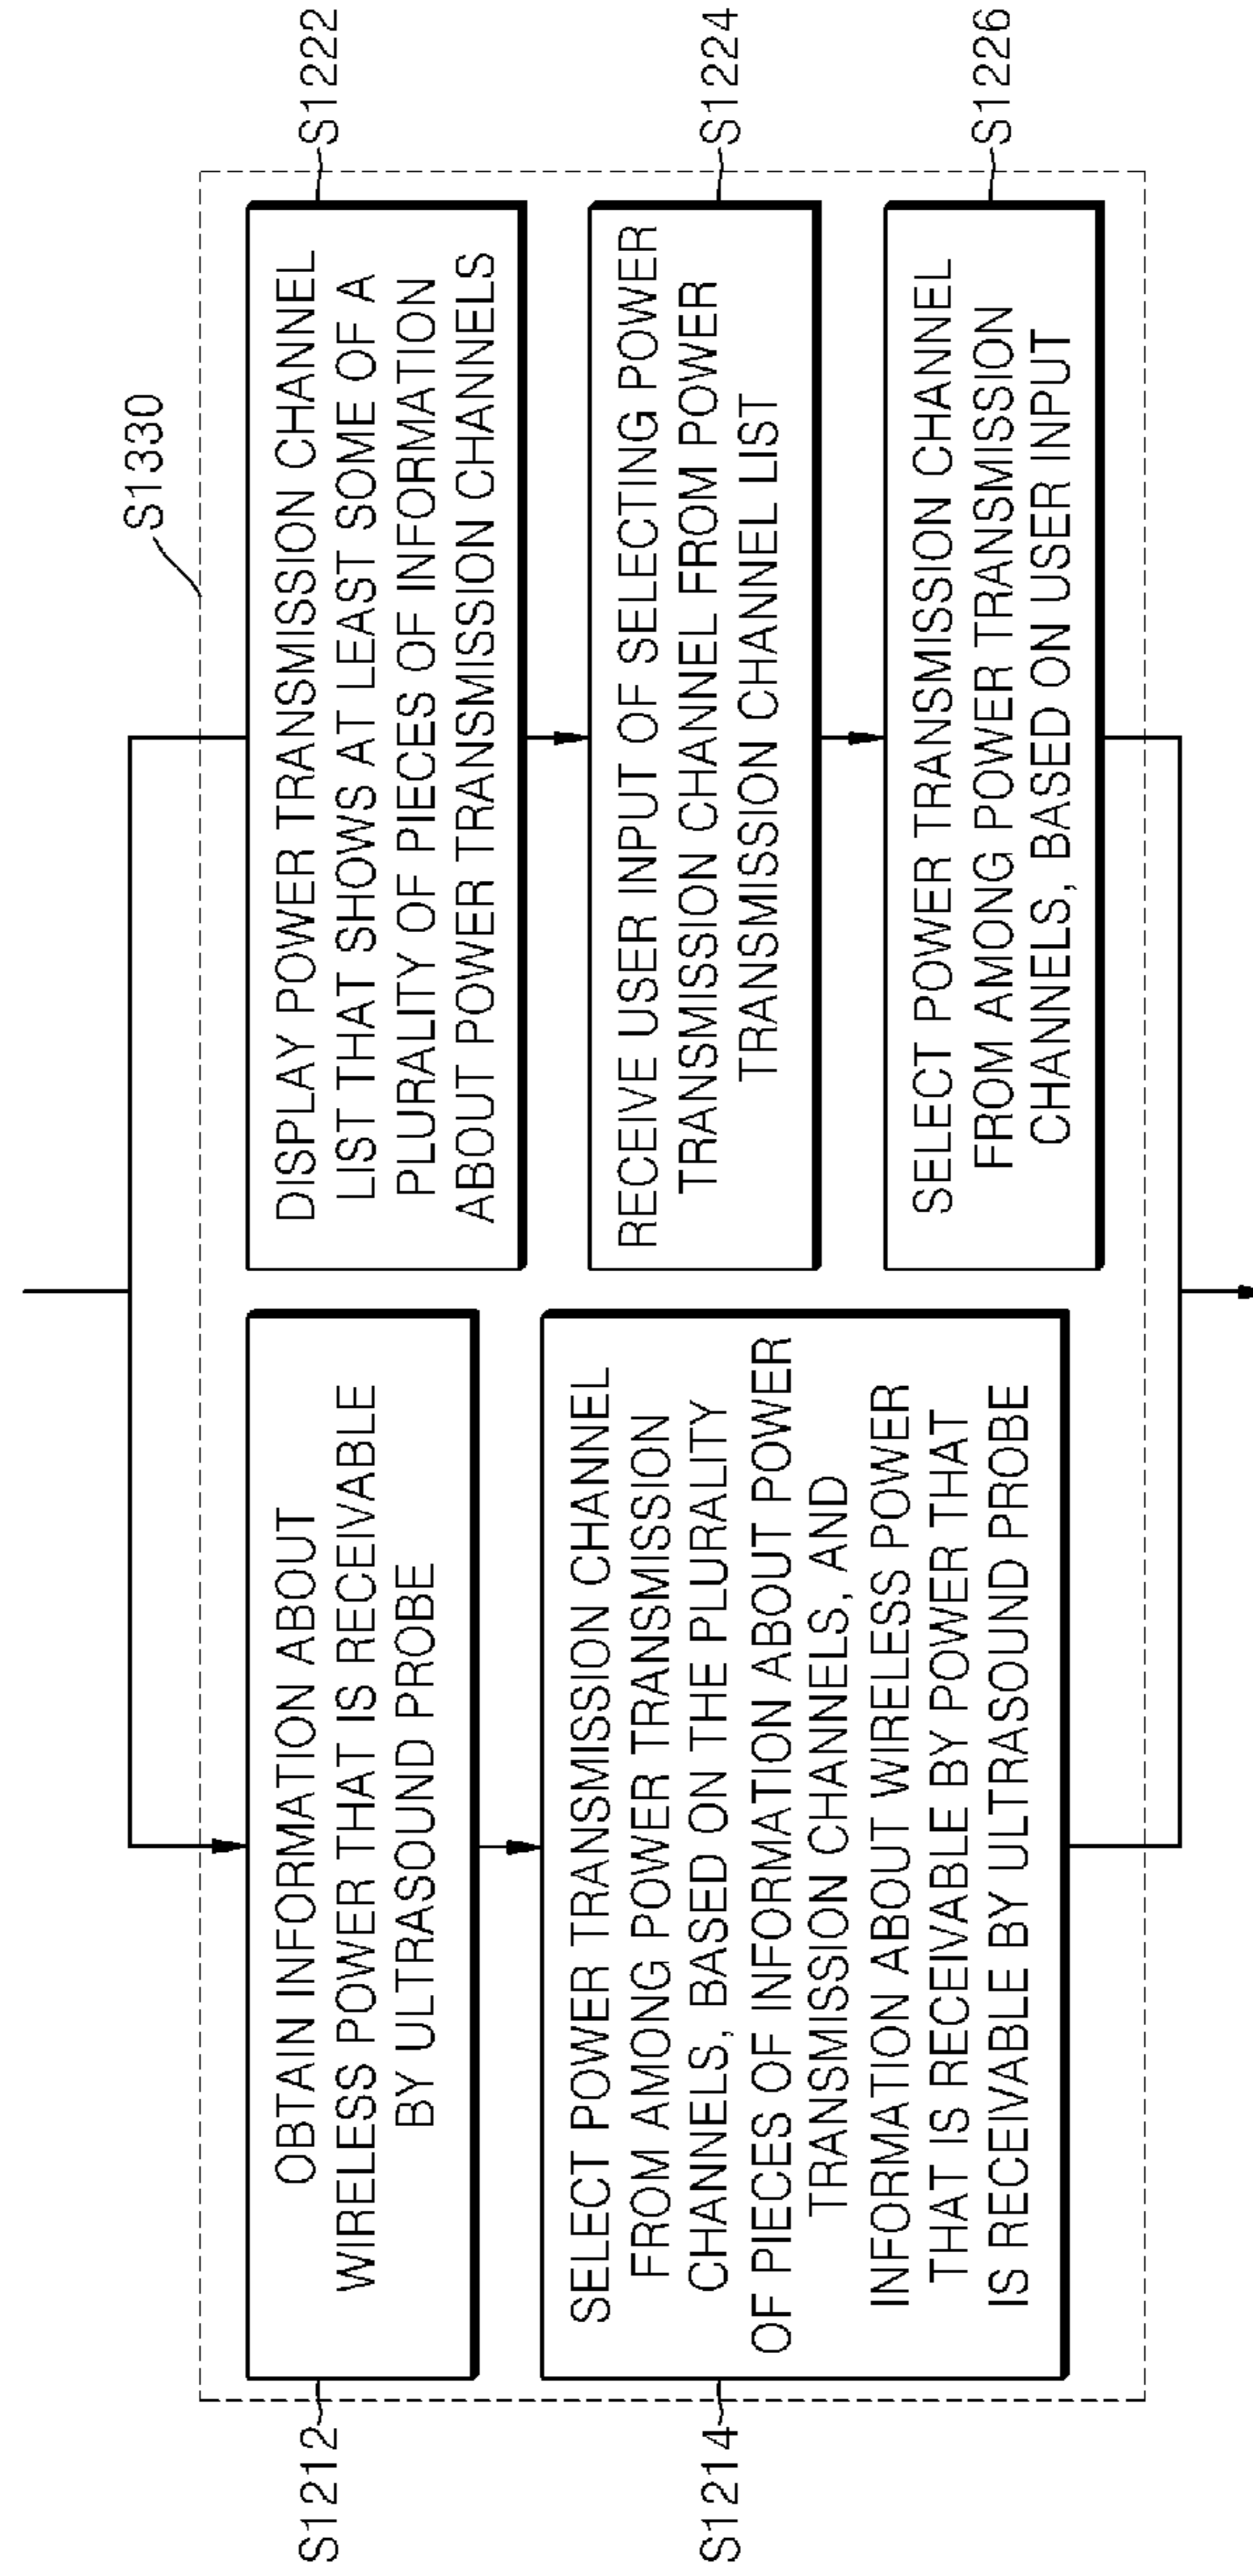 S1330
S1212
OBTAIN INFORMATION ABOUT
WIRELESS POWER THAT IS RECEIVABLE
BY ULTRASOUND PROBE
S1214
SELECT POWER TRANSMISSION CHANNEL
FROM AMONG POWER TRANSMISSION
CHANNELS, BASED ON THE PLURALITY
OF PIECES OF INFORMATION ABOUT POWER
TRANSMISSION CHANNELS, AND
INFORMATION ABOUT WIRELESS POWER
THAT IS RECEIVABLE BY POWER THAT
IS RECEIVABLE BY ULTRASOUND PROBE
DISPLAY POWER TRANSMISSION CHANNEL
LIST THAT SHOWS AT LEAST SOME OF A
PLURALITY OF PIECES OF INFORMATION
ABOUT POWER TRANSMISSION CHANNELS
S1222
RECEIVE USER INPUT OF SELECTING POWER
TRANSMISSION CHANNEL FROM POWER
TRANSMISSION CHANNEL LIST
S1224
SELECT POWER TRANSMISSION CHANNEL
FROM AMONG POWER TRANSMISSION
CHANNELS, BASED ON USER INPUT
S1226